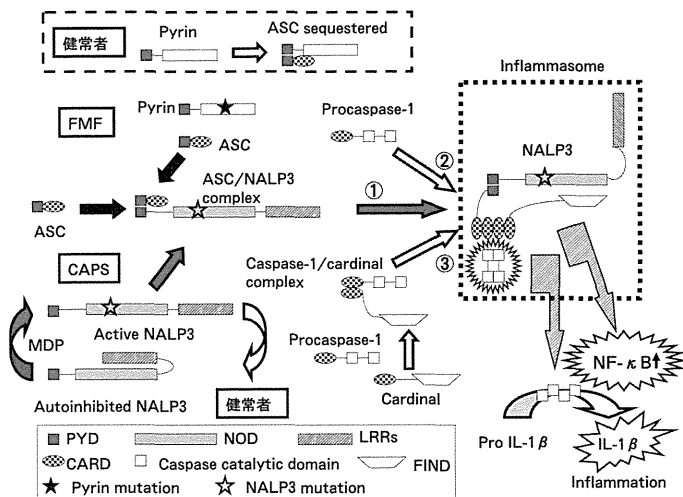 健常者
Pyrin
ASC sequestered
Inflammasome
FMF
Pyrin
ASC
Procaspase-1
②
NALP3
ASC/NALP3
complex
①
ASC
③
CAPS
Caspase-1/cardinal
complex
MDP
Active NALP3
Procaspase-1
NF-κB⬆
Autoinhibited NALP3
健常者
Cardinal
Pro IL-1β
IL-1β
Inflammation
PYD
NOD
LRRs
CARD
Caspase catalytic domain
FIND
Pyrin mutation
NALP3 mutation